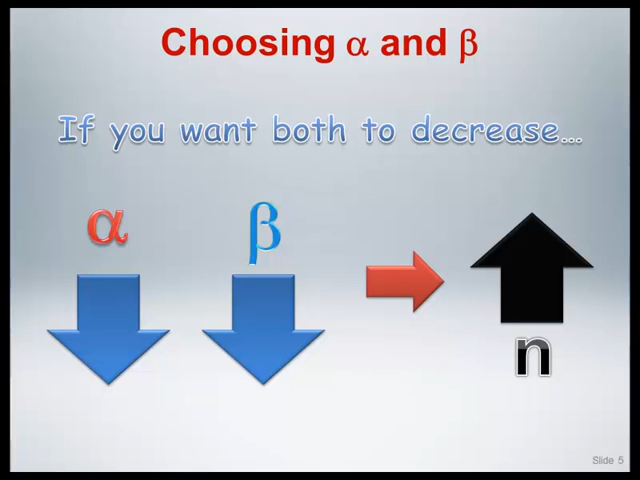 Choosing α and β
If you want both to decrease…
α β
n
Slide 5